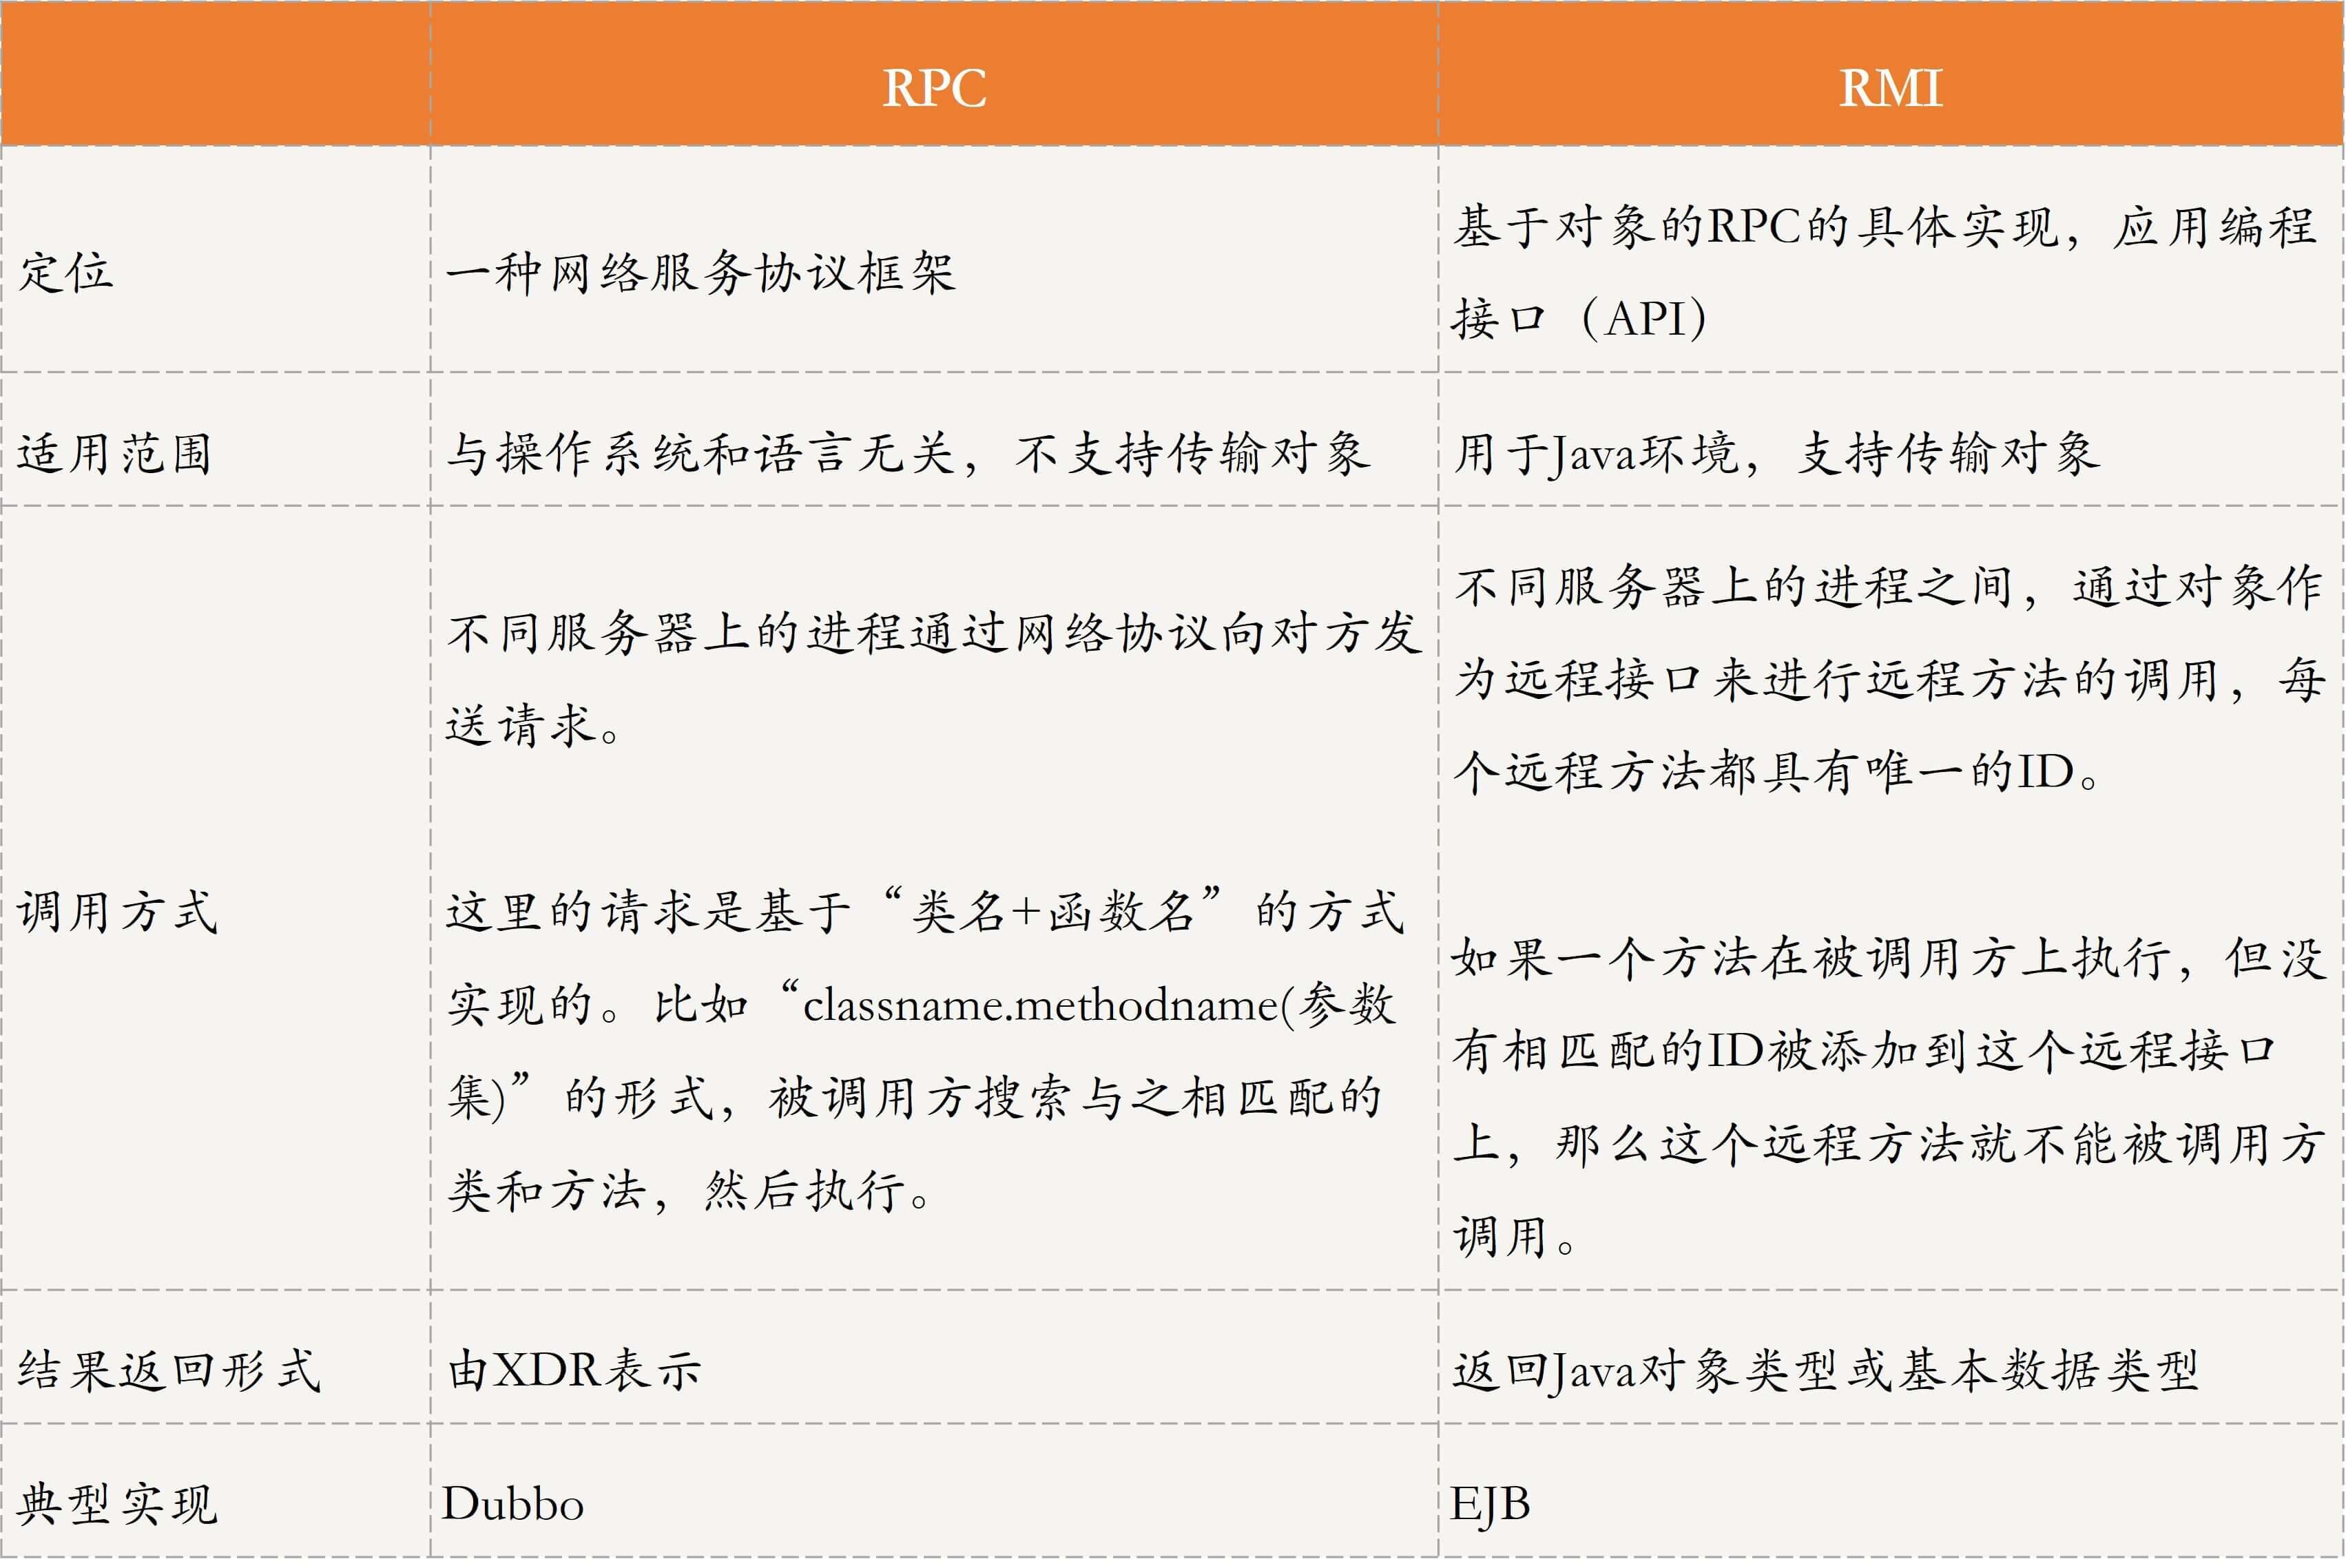 RPC
RMI
定位
一种网络服务协议框架
基于对象的RPC的具体实现，应用编程
接口（API）
适用范围
与操作系统和语言无关，不支持传输对象
用于Java环境，支持传输对象
调用方式
不同服务器上的进程通过网络协议向对方发
送请求。
这里的请求是基于“类名+函数名”的方式
实现的。比如“classname.methodname(参数
集)”的形式，被调用方搜索与之相匹配的
类和方法，然后执行。
不同服务器上的进程之间，通过对象作
为远程接口来进行远程方法的调用，每
个远程方法都具有唯一的ID。
如果一个方法在被调用方上执行，但没
有相匹配的ID被添加到这个远程接口
上，那么这个远程方法就不能被调用方
调用。
结果返回形式
由XDR表示
返回Java对象类型或基本数据类型
典型实现
Dubbo
EJB